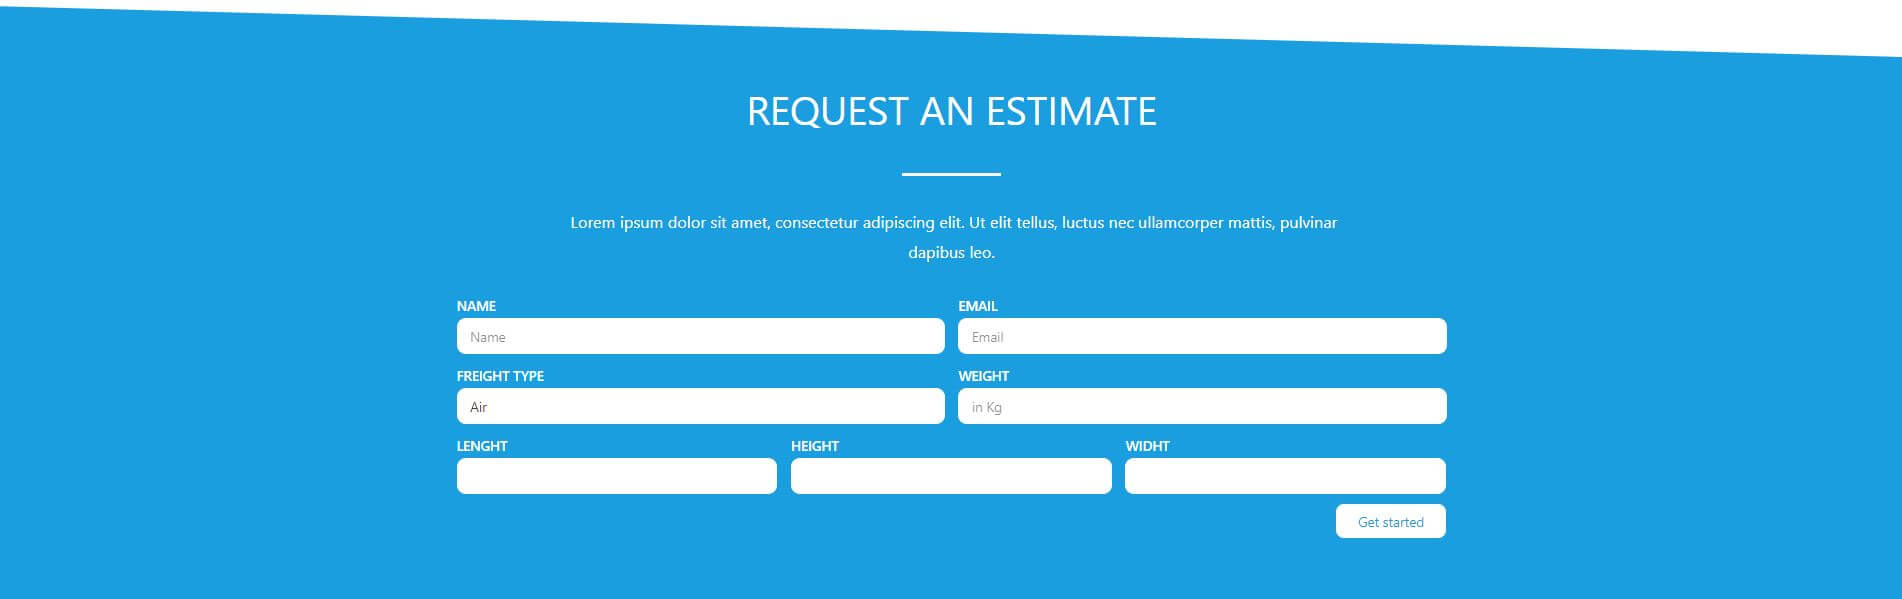 REQUEST AN ESTIMATE
Lorem ipsum dolor sit amet, consectetur adipiscing elit. Ut elit tellus, luctus nec ullamcorper mattis, pulvinar
dapibus leo.
NAME EMAIL
Name Email
FREIGHT TYPE WEIGHT
Air in Kg
LENGHT HEIGHT WIDHT
Get started